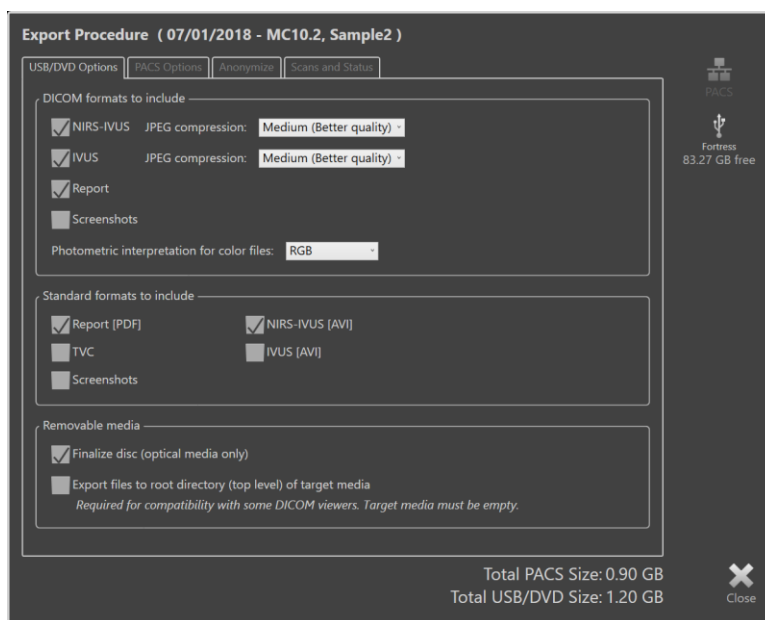 Export Procedure ( 07/01/2018 - MC10.2, Sample2 )
USB/DVD Options PACS Options Anonymize Scans and Status
PACS
Fortress
83.27 GB free
DICOM formats to include
NIRS-IVUS JPEG compression: Medium (Better quality)
IVUS JPEG compression: Medium (Better quality)
Report
Screenshots
Photometric interpretation for color files: RGB
Standard formats to include
Report [PDF] NIRS-IVUS [AVI]
TVC IVUS [AVI]
Screenshots
Removable media
Finalize disc (optical media only)
Export files to root directory (top level) of target media
Required for compatibility with some DICOM viewers. Target media must be empty.
Total PACS Size: 0.90 GB
Total USB/DVD Size: 1.20 GB
Close